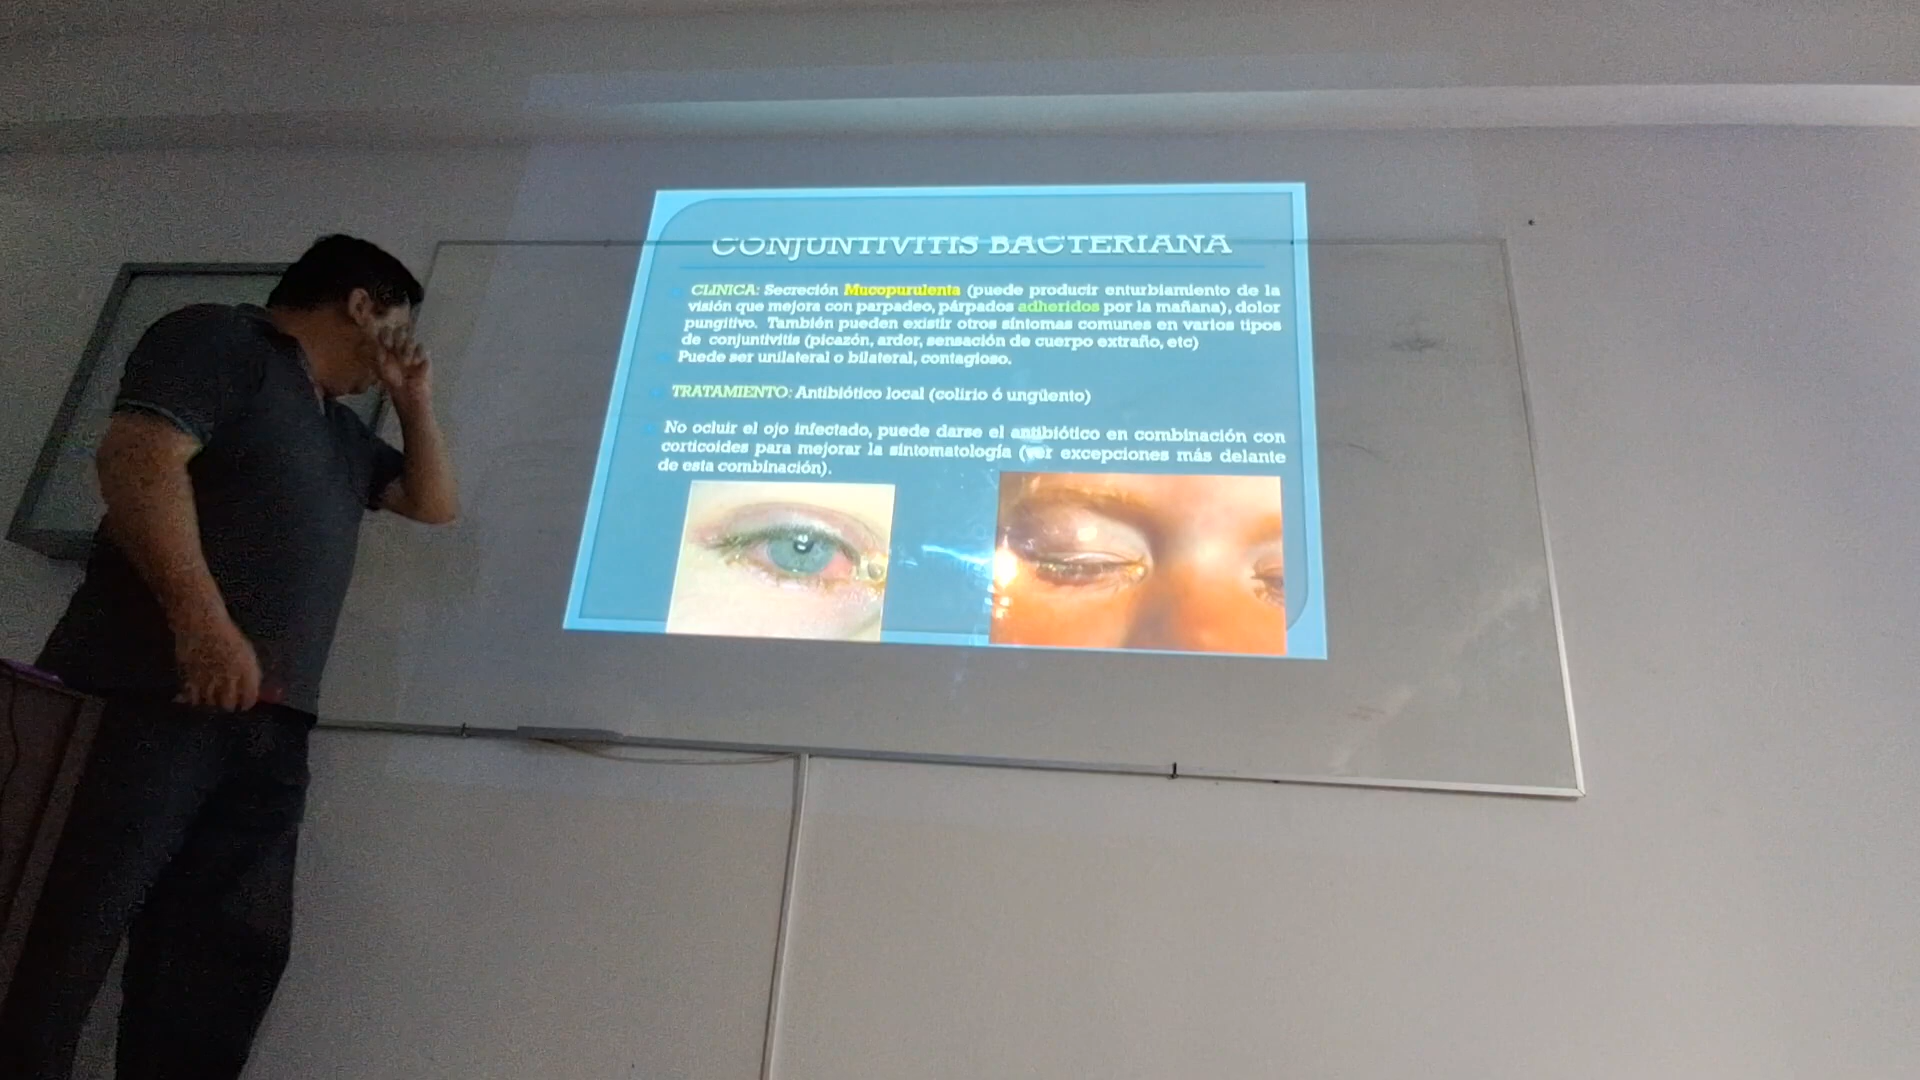 CONJUNTIVITIS BACTERIANA
CLINICA: Secreción Mucopurulenta (puede producir enturbiamiento de la
visión que mejora con parpadeo, párpados adheridos por la mañana), dolor
pungitivo. También pueden existir otros síntomas comunes en varios tipos
de conjuntivitis (picazón, ardor, sensación de cuerpo extraño, etc)
Puede ser unilateral o bilateral, contagioso.
TRATAMIENTO: Antibiótico local (colirio ó ungüento)
No ocluir el ojo infectado, puede darse el antibiótico en combinación con
corticoides para mejorar la sintomatología (ver excepciones más delante
de esta combinación).